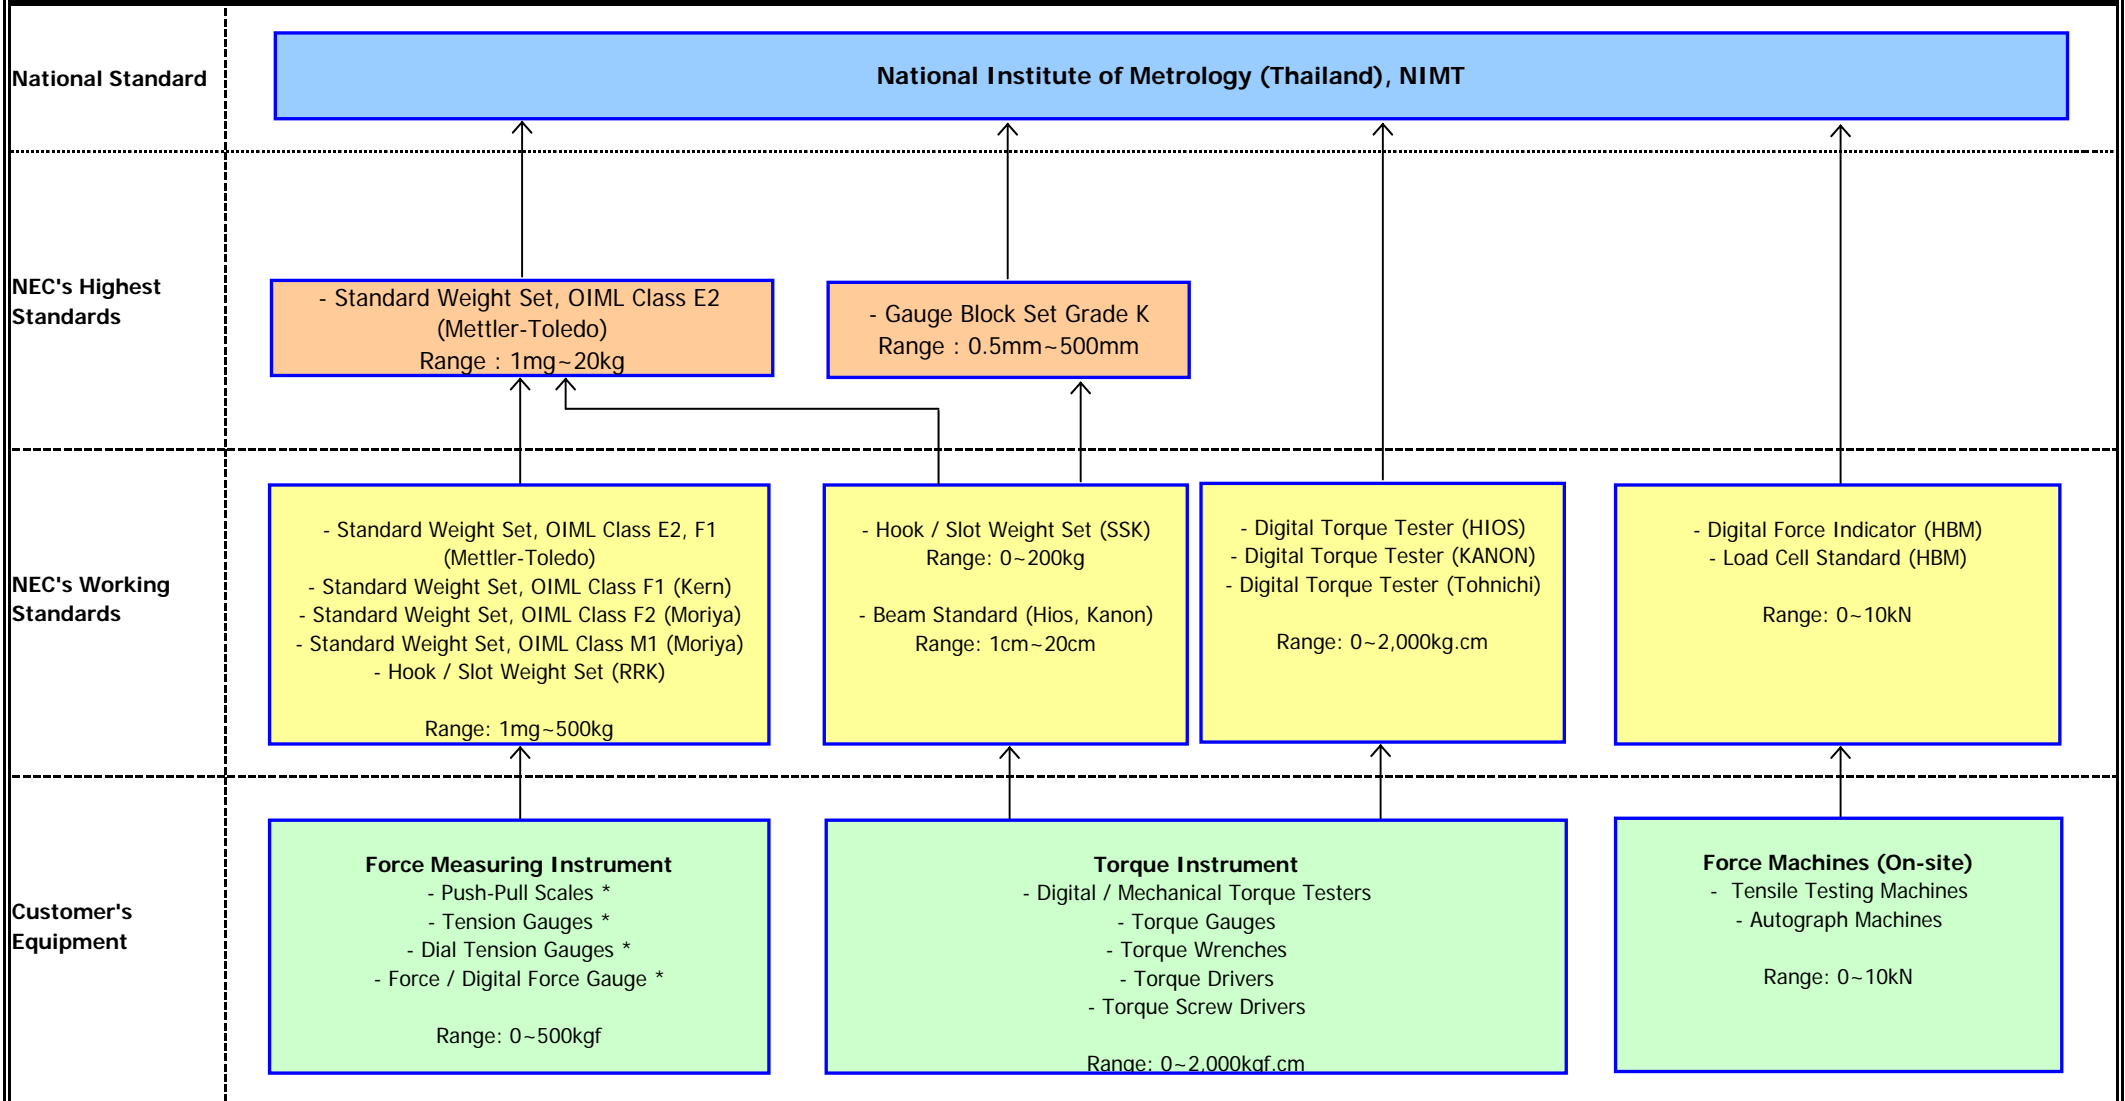 National Standard
National Institute of Metrology (Thailand), NIMT
NEC's Highest
Standards
- Standard Weight Set, OIML Class E2
(Mettler-Toledo)
Range : 1mg~20kg
- Gauge Block Set Grade K
Range : 0.5mm~500mm
NEC's Working
Standards
- Standard Weight Set, OIML Class E2, F1
(Mettler-Toledo)
- Standard Weight Set, OIML Class F1 (Kern)
- Standard Weight Set, OIML Class F2 (Moriya)
- Standard Weight Set, OIML Class M1 (Moriya)
- Hook / Slot Weight Set (RRK)
Range: 1mg~500kg
- Hook / Slot Weight Set (SSK)
Range: 0~200kg
- Beam Standard (Hios, Kanon)
Range: 1cm~20cm
- Digital Torque Tester (HIOS)
- Digital Torque Tester (KANON)
- Digital Torque Tester (Tohnichi)
Range: 0~2,000kg.cm
- Digital Force Indicator (HBM)
- Load Cell Standard (HBM)
Range: 0~10kN
Customer's
Equipment
Force Measuring Instrument
- Push-Pull Scales *
- Tension Gauges *
- Dial Tension Gauges *
- Force / Digital Force Gauge *
Range: 0~500kgf
Torque Instrument
- Digital / Mechanical Torque Testers
- Torque Gauges
- Torque Wrenches
- Torque Drivers
- Torque Screw Drivers
Range: 0~2,000kgf.cm
Force Machines (On-site)
- Tensile Testing Machines
- Autograph Machines
Range: 0~10kN